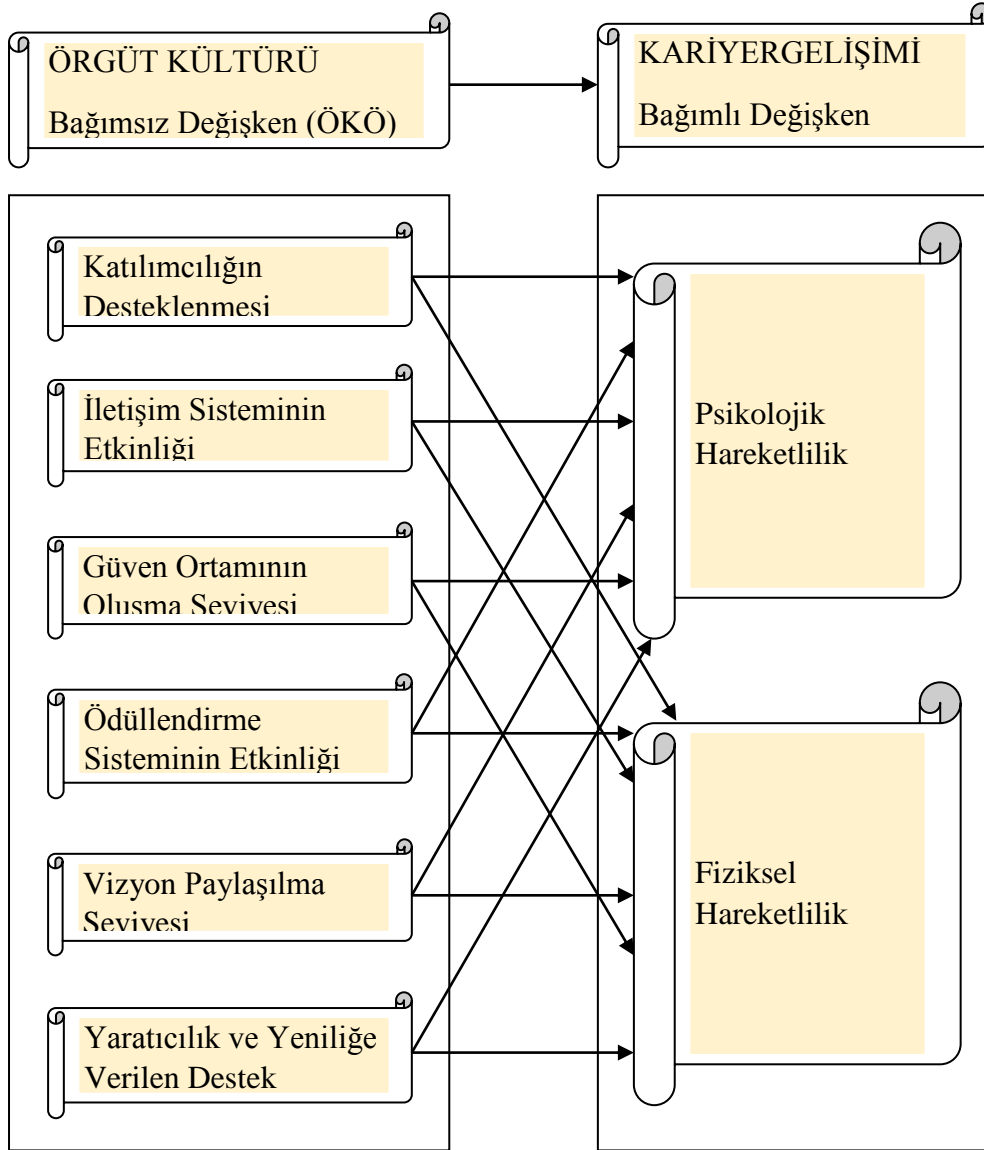 ÖRGÜT KÜLTÜRÜ
Bağımsız Değişken (ÖKÖ)
KARİYERGELİŞİMİ
Bağımlı Değişken
Katılımcılığın
Desteklenmesi
İletişim Sisteminin
Etkinliği
Güven Ortamının
Oluşma Seviyesi
Ödüllendirme
Sisteminin Etkinliği
Vizyon Paylaşılma
Seviyesi
Yaratıcılık ve Yeniliğe
Verilen Destek
Psikolojik
Hareketlilik
Fiziksel
Hareketlilik